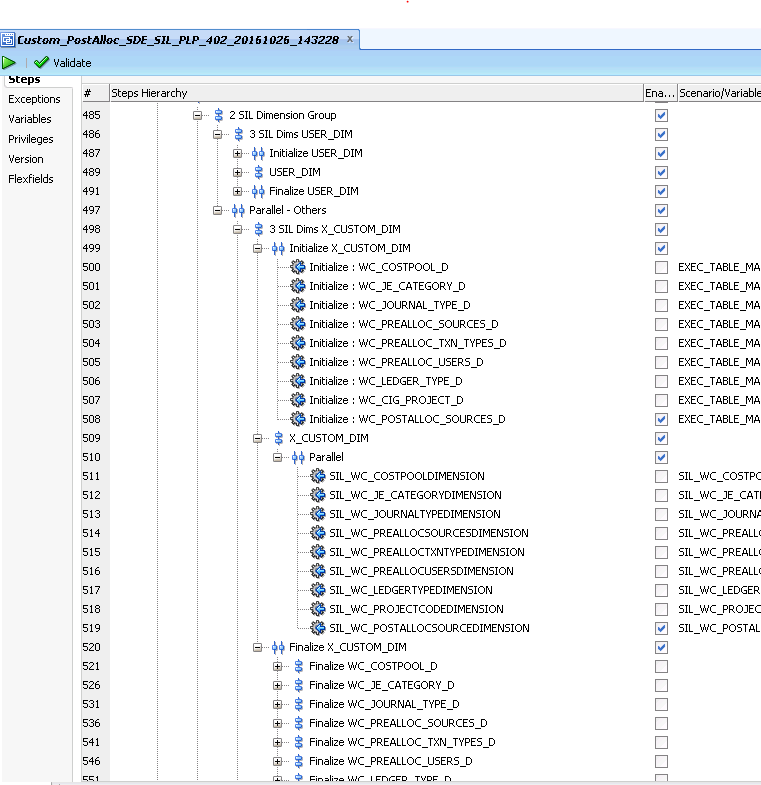 Custom_PostAlloc_SDE_SIL_PLP_402_20161026_143228 x
Validate
Steps
Exceptions
Variables
Privileges
Version
Flexfields
# Steps Hierarchy Ena... Scenario/Variable
485 2 SIL Dimension Group
486 3 SIL Dims USER_DIM
487 Initialize USER_DIM
489 USER_DIM
491 Finalize USER_DIM
497 Parallel - Others
498 3 SIL Dims X_CUSTOM_DIM
499 Initialize X_CUSTOM_DIM
500 Initialize : WC_COSTPOOL_D EXEC_TABLE_MA
501 Initialize : WC_JE_CATEGORY_D EXEC_TABLE_MA
502 Initialize : WC_JOURNAL_TYPE_D EXEC_TABLE_MA
503 Initialize : WC_PREALLOC_SOURCES_D EXEC_TABLE_MA
504 Initialize : WC_PREALLOC_TXN_TYPES_D EXEC_TABLE_MA
505 Initialize : WC_PREALLOC_USERS_D EXEC_TABLE_MA
506 Initialize : WC_LEDGER_TYPE_D EXEC_TABLE_MA
507 Initialize : WC_CIG_PROJECT_D EXEC_TABLE_MA
508 Initialize : WC_POSTALLOC_SOURCES_D EXEC_TABLE_MA
509 X_CUSTOM_DIM
510 Parallel
511 SIL_WC_COSTPOOLDIMENSION SIL_WC_COSTPO
512 SIL_WC_JE_CATEGORYDIMENSION SIL_WC_JE_CATE
513 SIL_WC_JOURNALTYPEDIMENSION SIL_WC_JOURNA
514 SIL_WC_PREALLOCSOURCESDIMENSION SIL_WC_PREALL
515 SIL_WC_PREALLOCTXNTYPEDIMENSION SIL_WC_PREALL
516 SIL_WC_PREALLOCUSERSDIMENSION SIL_WC_PREALL
517 SIL_WC_LEDGERTYPEDIMENSION SIL_WC_LEDGER
518 SIL_WC_PROJECTCODEDIMENSION SIL_WC_PROJEC
519 SIL_WC_POSTALLOCSOURCEDIMENSION SIL_WC_POSTAL
520 Finalize X_CUSTOM_DIM
521 Finalize WC_COSTPOOL_D
526 Finalize WC_JE_CATEGORY_D
531 Finalize WC_JOURNAL_TYPE_D
536 Finalize WC_PREALLOC_SOURCES_D
541 Finalize WC_PREALLOC_TXN_TYPES_D
546 Finalize WC_PREALLOC_USERS_D
551 Finalize WC_LEDGER_TYPE_D